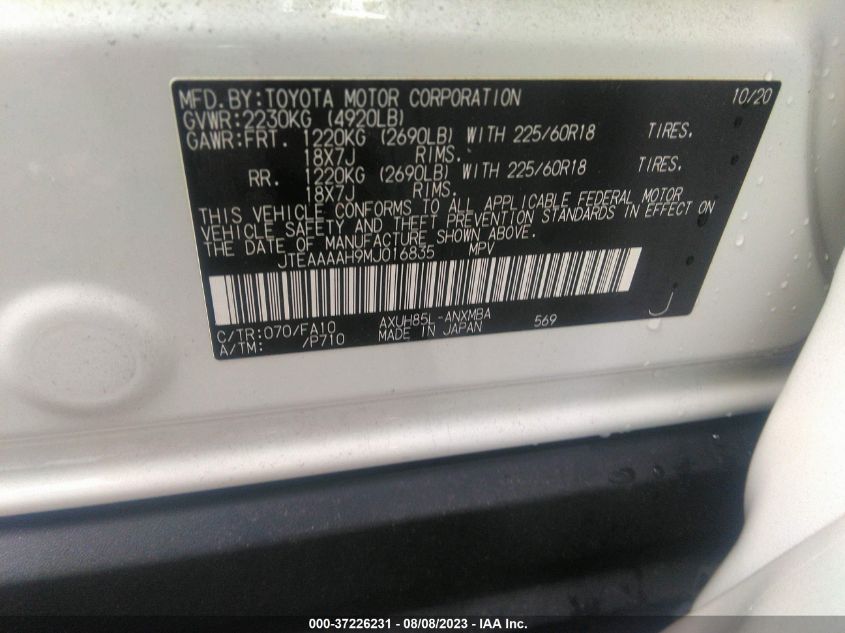 MFD.BY:TOYOTA MOTOR CORPORATION 10/20
GVWR:2230KG (4920LB)
GAWR:FRT. 1220KG (2690LB) WITH 225/60R18 TIRES.
18X7J RIMS.
RR. 1220KG (2690LB) WITH 225/60R18 TIRES.
18X7J RIMS.
THIS VEHICLE CONFORMS TO ALL APPLICABLE FEDERAL MOTOR
VEHICLE SAFETY AND THEFT PREVENTION STANDARDS IN EFFECT ON
THE DATE OF MANUFACTURE SHOWN ABOVE.
JTEAAAAH9MJ016835 MPV
J
C/TR:070/FA10 AXUH85L-ANXMBA 569
A/TM: /P710 MADE IN JAPAN
000-37226231 - 08/08/2023 - IAA Inc.